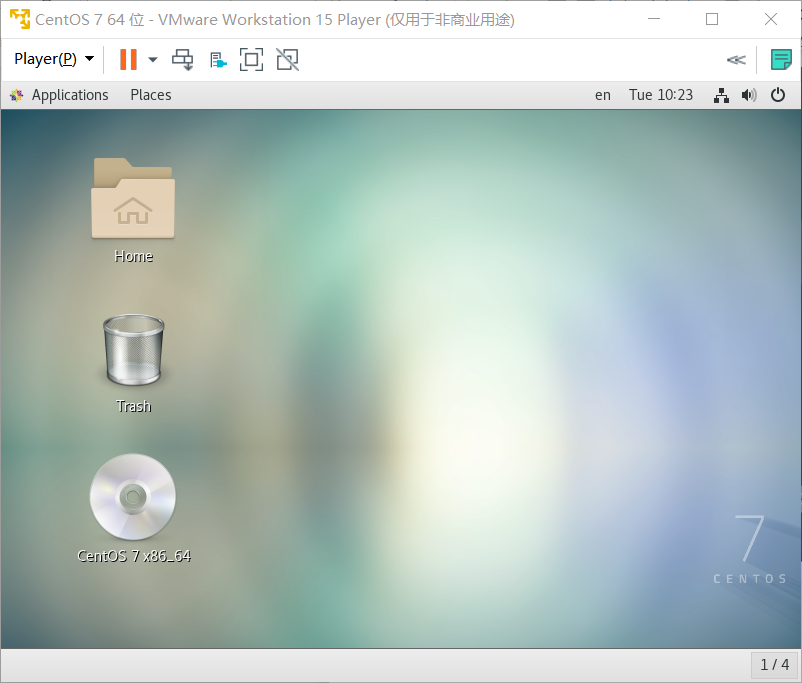 CentOS 7 64 位 - VMware Workstation 15 Player (仅用于非商业用途)
Player(P)
Applications Places en Tue 10:23
Home
Trash
CentOS 7 x86_64
7
CENTOS
1 / 4